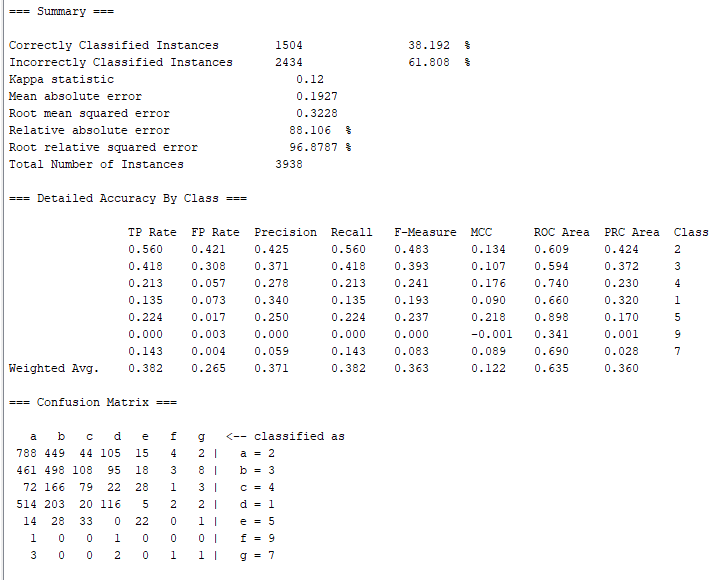 === Summary ===
Correctly Classified Instances 1504 38.192 %
Incorrectly Classified Instances 2434 61.808 %
Kappa statistic 0.12
Mean absolute error 0.1927
Root mean squared error 0.3228
Relative absolute error 88.106 %
Root relative squared error 96.8787 %
Total Number of Instances 3938
=== Detailed Accuracy By Class ===
TP Rate FP Rate Precision Recall F-Measure MCC ROC Area PRC Area Class
0.560 0.421 0.425 0.560 0.483 0.134 0.609 0.424 2
0.418 0.308 0.371 0.418 0.393 0.107 0.594 0.372 3
0.213 0.057 0.278 0.213 0.241 0.176 0.740 0.230 4
0.135 0.073 0.340 0.135 0.193 0.090 0.660 0.320 1
0.224 0.017 0.250 0.224 0.237 0.218 0.898 0.170 5
0.000 0.003 0.000 0.000 0.000 -0.001 0.341 0.001 9
0.143 0.004 0.059 0.143 0.083 0.089 0.690 0.028 7
Weighted Avg. 0.382 0.265 0.371 0.382 0.363 0.122 0.635 0.360
=== Confusion Matrix ===
a b c d e f g <-- classified as
788 449 44 105 15 4 2 | a = 2
461 498 108 95 18 3 8 | b = 3
72 166 79 22 28 1 3 | c = 4
514 203 20 116 5 2 2 | d = 1
14 28 33 0 22 0 1 | e = 5
1 0 0 1 0 0 0 | f = 9
3 0 0 2 0 1 1 | g = 7